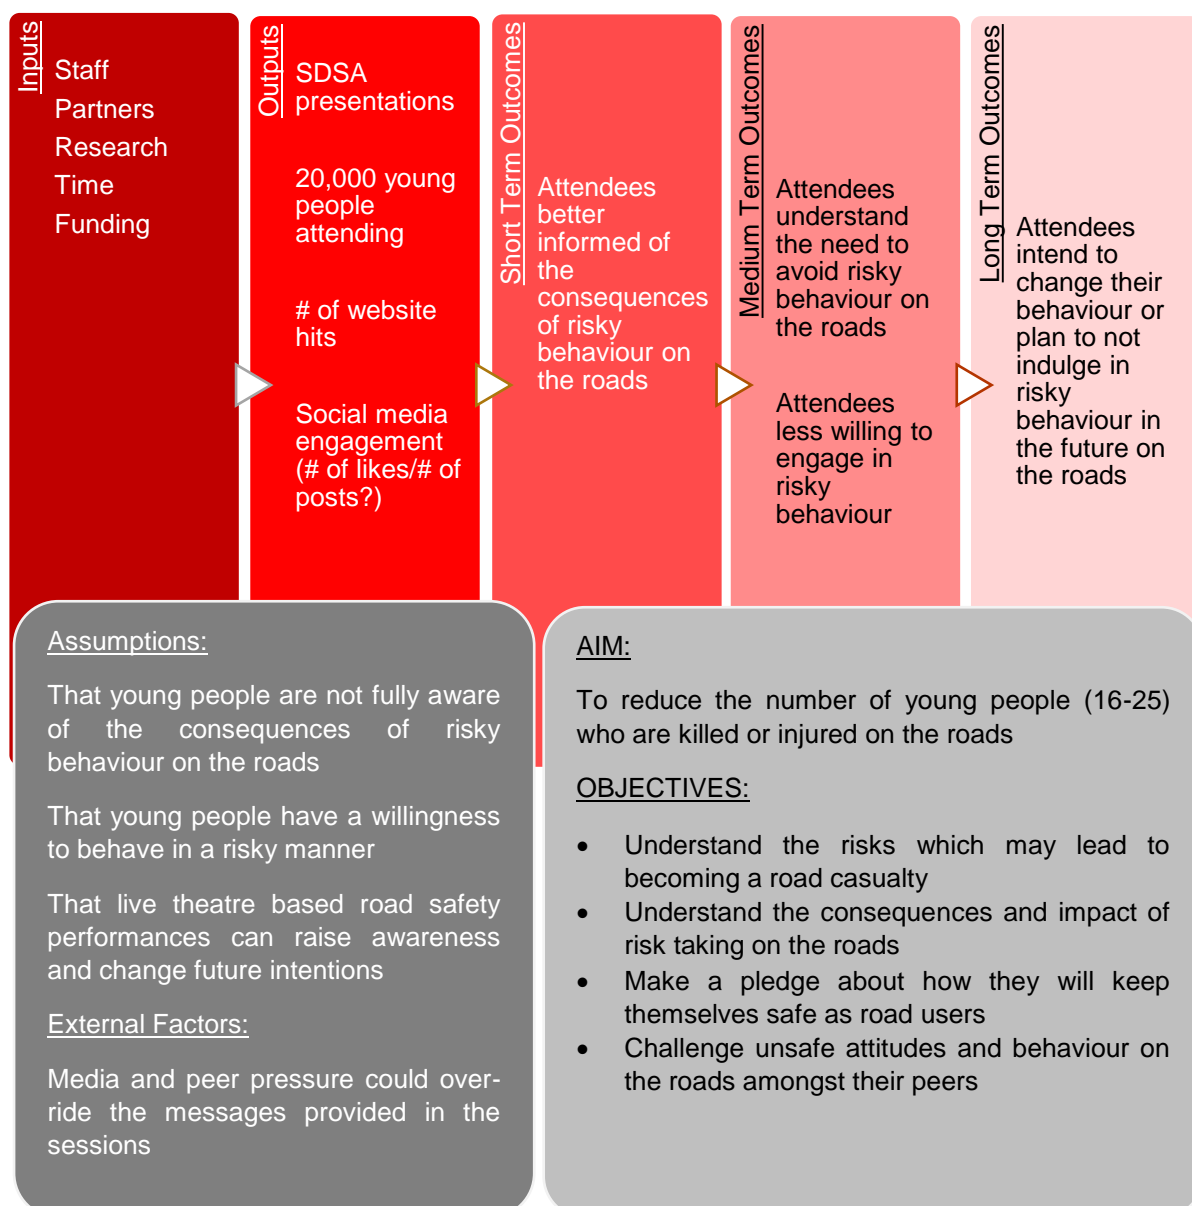 Inputs
Staff
Partners
Research
Time
Funding
Outputs
SDSA
presentations
20,000 young
people
attending
# of website
hits
Social media
engagement
(# of likes/# of
posts?)
Short Term Outcomes
Attendees
better
informed of
the
consequences
of risky
behaviour on
the roads
Medium Term Outcomes
Attendees
understand
the need to
avoid risky
behaviour on
the roads
Attendees
less willing to
engage in
risky
behaviour
Long Term Outcomes
Attendees
intend to
change their
behaviour or
plan to not
indulge in
risky
behaviour in
the future on
the roads
Assumptions:
That young people are not fully aware
of the consequences of risky
behaviour on the roads
That young people have a willingness
to behave in a risky manner
That live theatre based road safety
performances can raise awareness
and change future intentions
External Factors:
Media and peer pressure could over-
ride the messages provided in the
sessions
AIM:
To reduce the number of young people (16-25)
who are killed or injured on the roads
OBJECTIVES:
• Understand the risks which may lead to
becoming a road casualty
• Understand the consequences and impact of
risk taking on the roads
• Make a pledge about how they will keep
themselves safe as road users
• Challenge unsafe attitudes and behaviour on
the roads amongst their peers